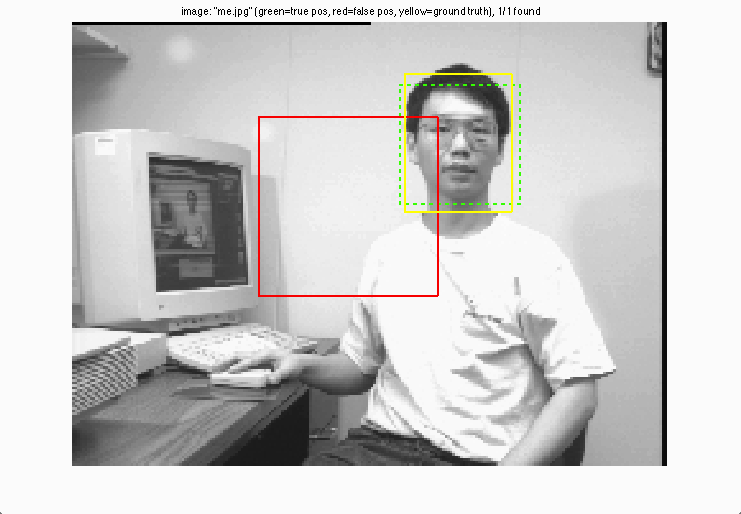 image: "me.jpg" (green=true pos, red=false pos, yellow=ground truth), 1/1 found